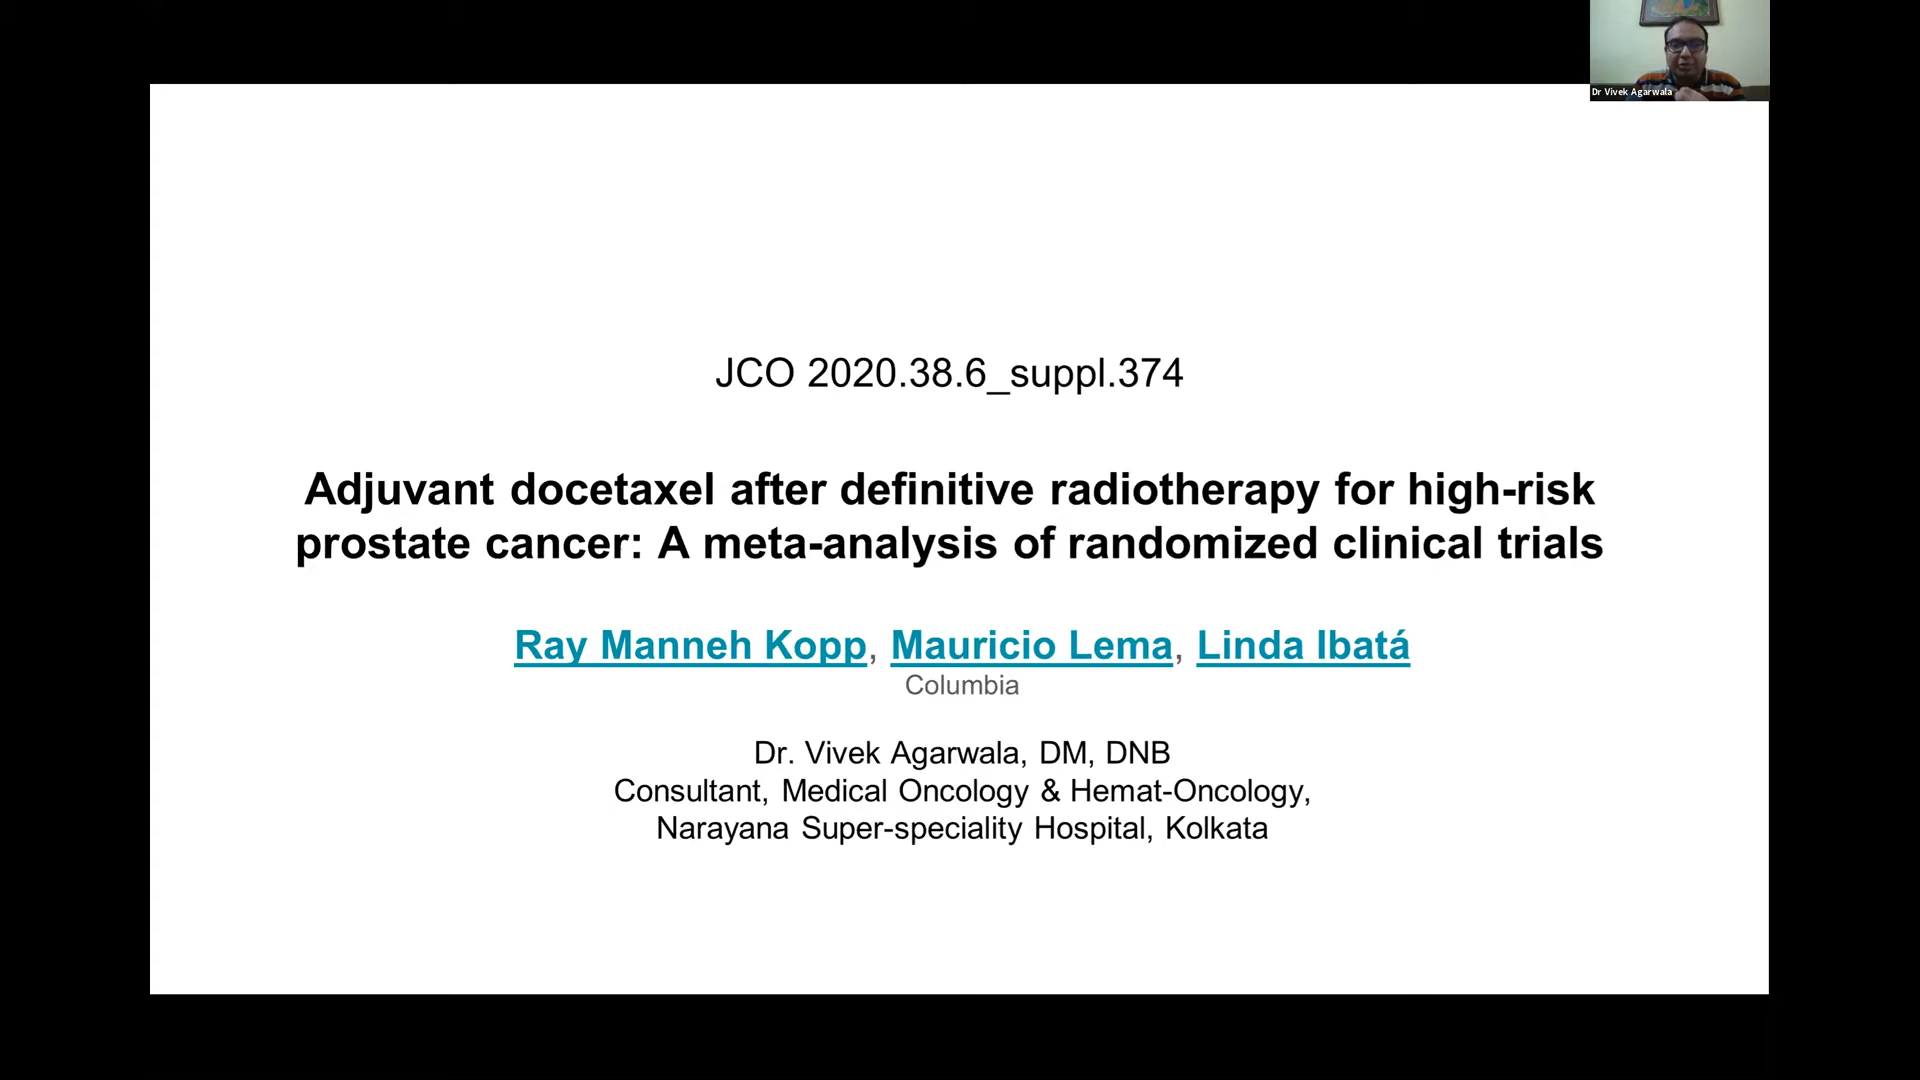 Dr Vivek Agarwala
JCO 2020.38.6_suppl.374
Adjuvant docetaxel after definitive radiotherapy for high-risk
prostate cancer: A meta-analysis of randomized clinical trials
Ray Manneh Kopp, Mauricio Lema, Linda Ibatá
Columbia
Dr. Vivek Agarwala, DM, DNB
Consultant, Medical Oncology & Hemat-Oncology,
Narayana Super-speciality Hospital, Kolkata